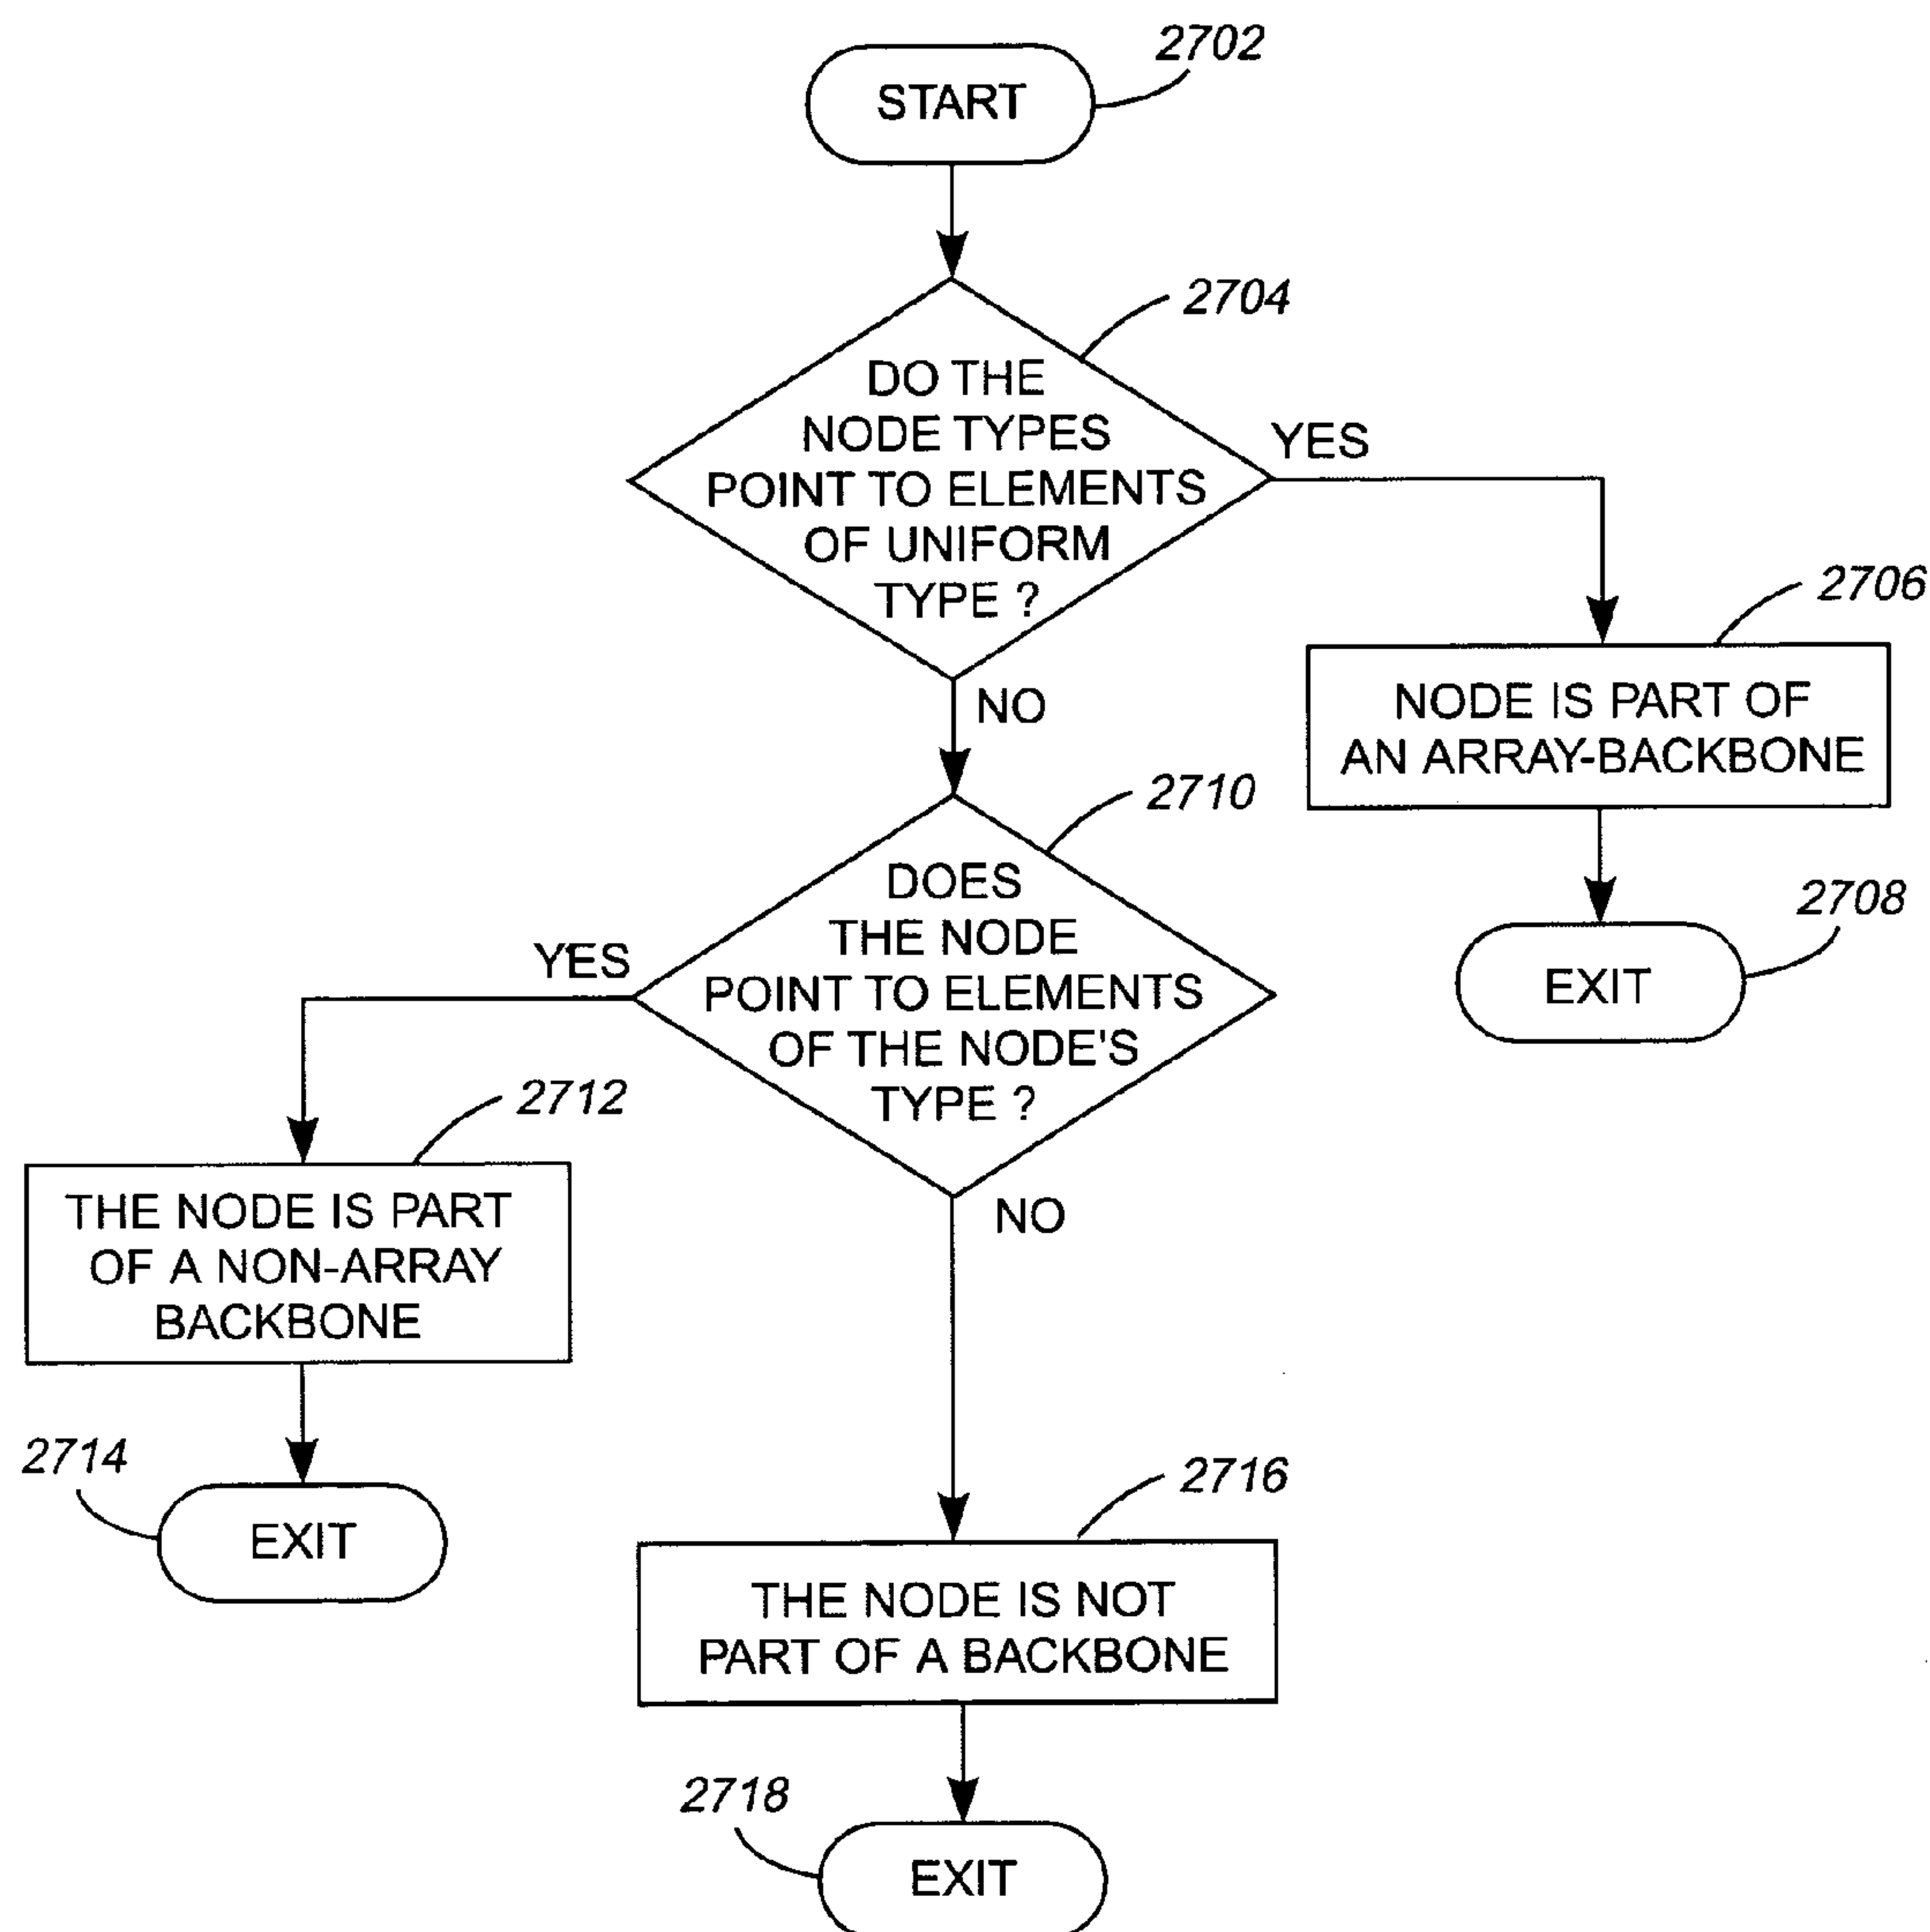 2702
START
2704
DO THE
NODE TYPES
POINT TO ELEMENTS
OF UNIFORM
TYPE ?
YES
NO
2706
NODE IS PART OF
AN ARRAY-BACKBONE
2708
EXIT
2710
DOES
THE NODE
POINT TO ELEMENTS
OF THE NODE'S
TYPE ?
YES
NO
2712
THE NODE IS PART
OF A NON-ARRAY
BACKBONE
2714
EXIT
2716
THE NODE IS NOT
PART OF A BACKBONE
2718
EXIT